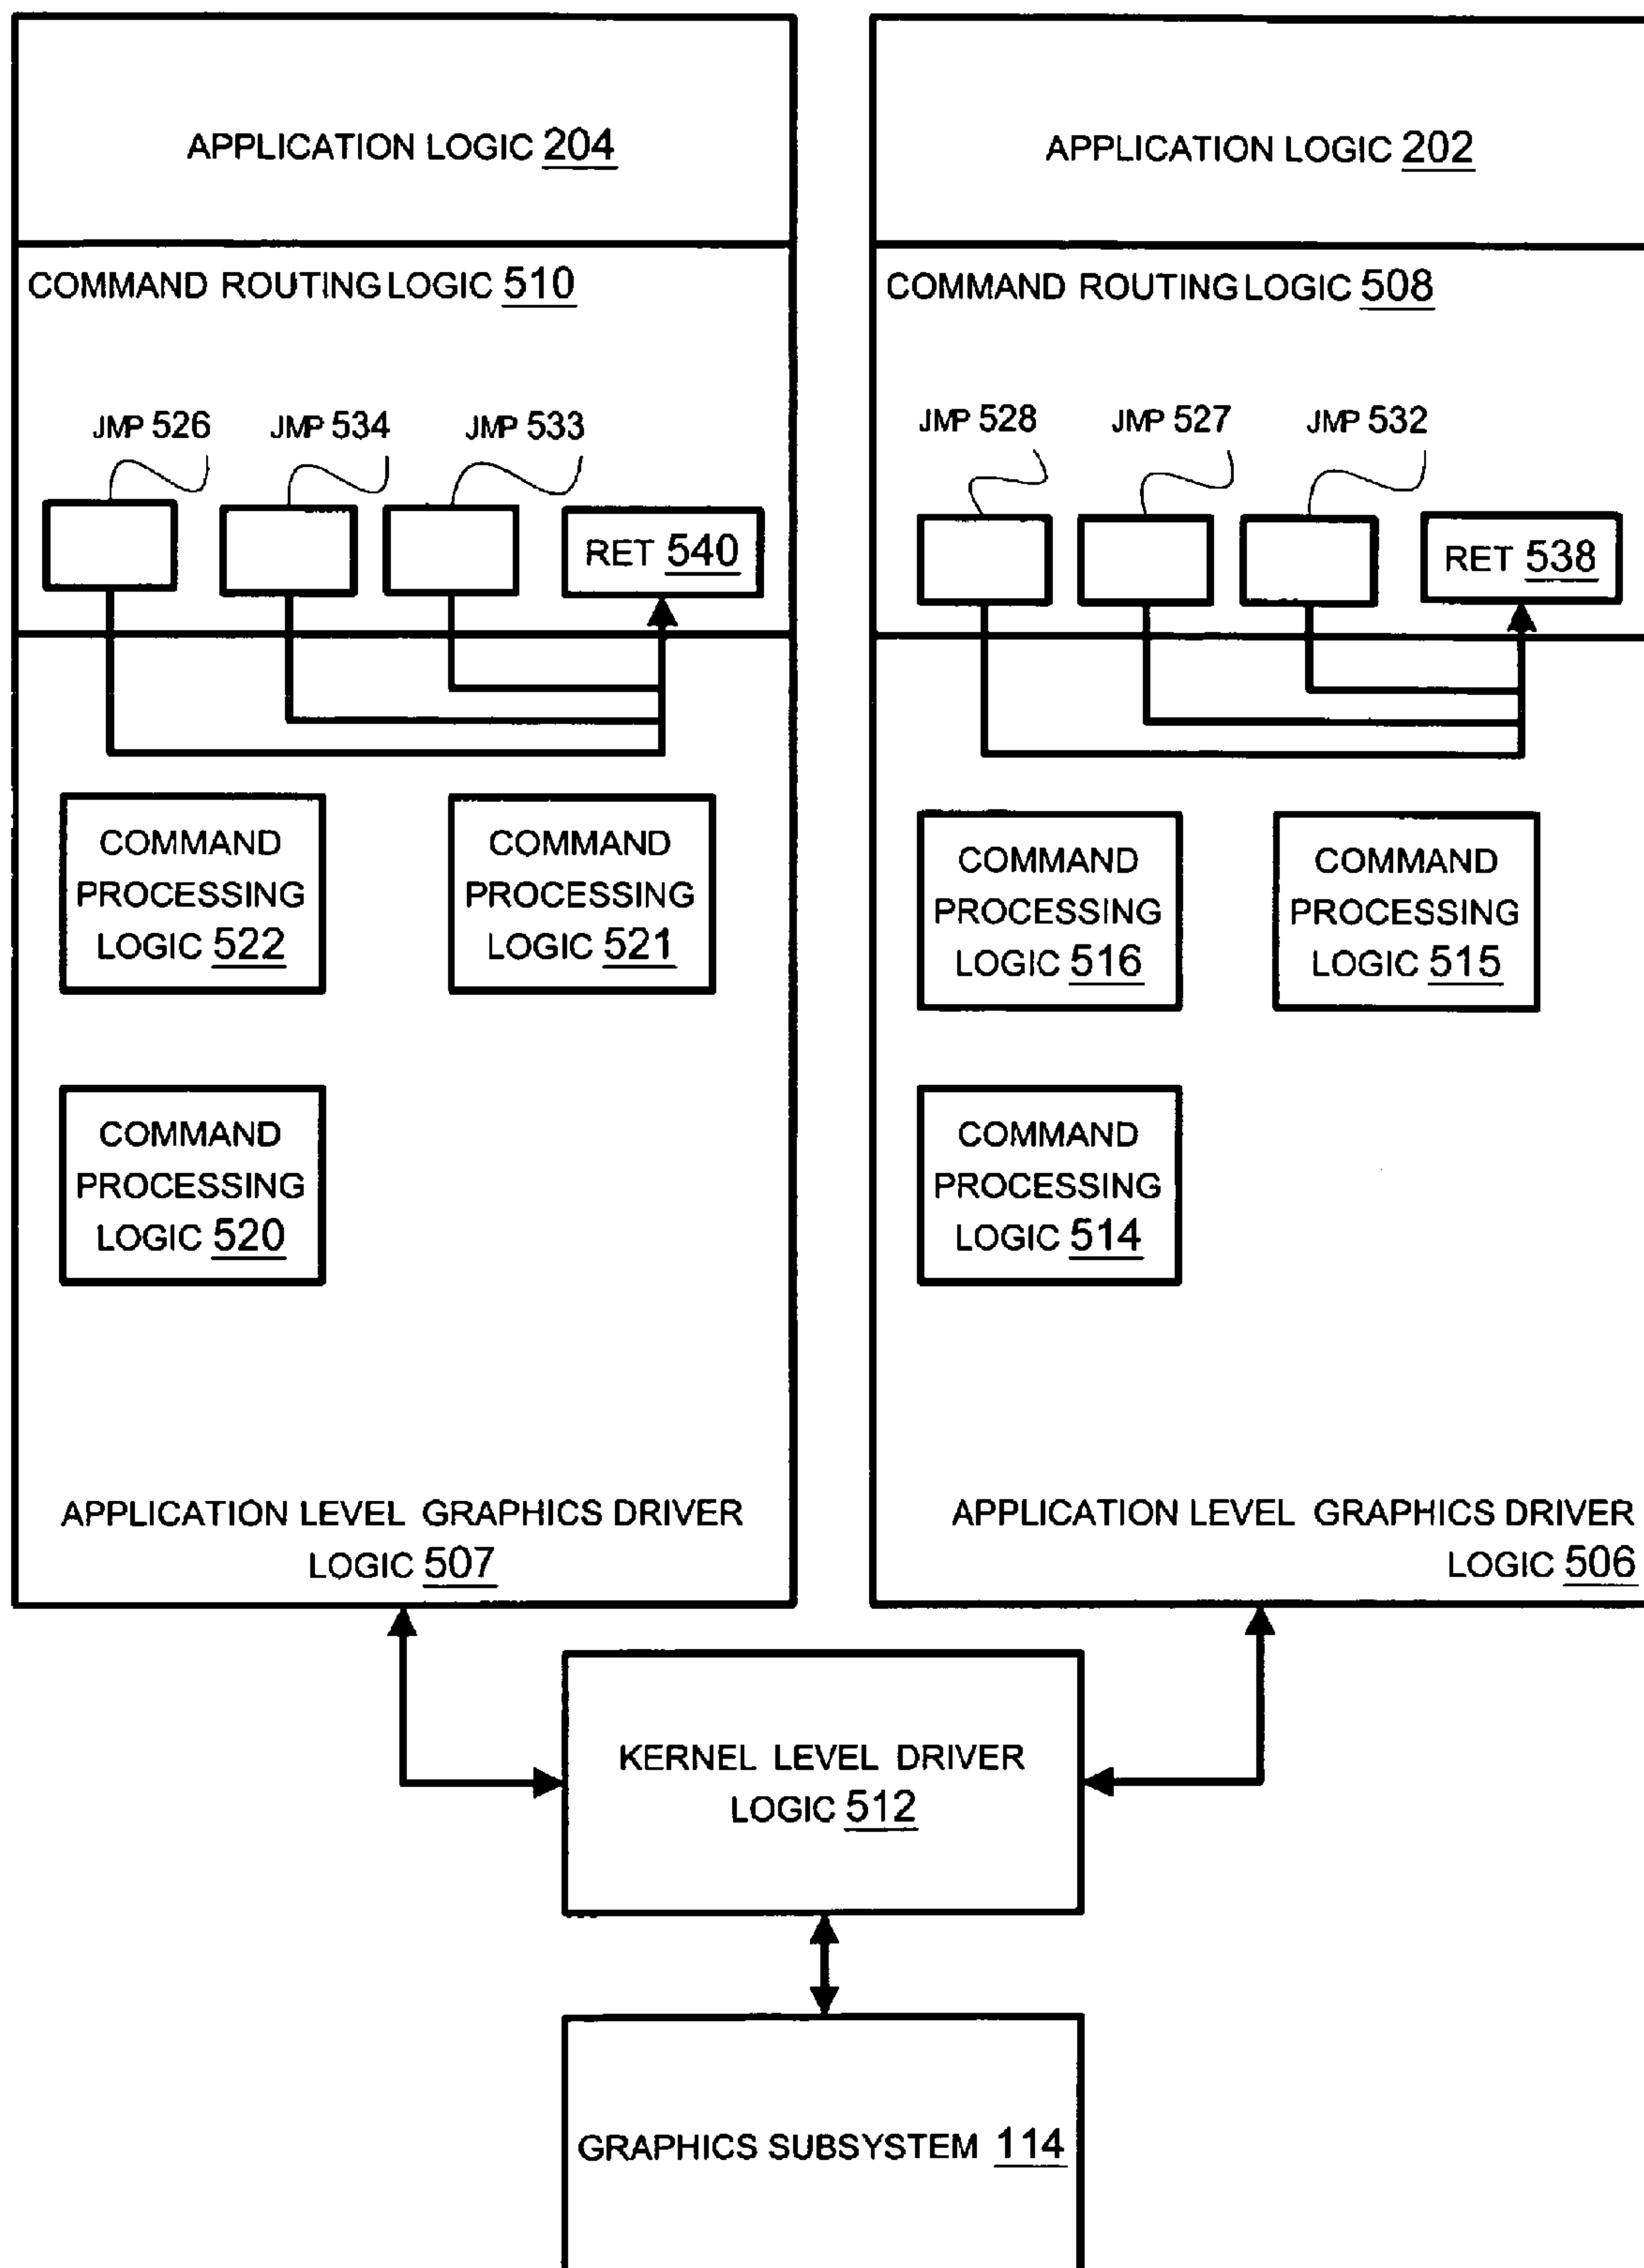 APPLICATION LOGIC 204
COMMAND ROUTING LOGIC 510
JMP 526
JMP 534
JMP 533
RET 540
COMMAND
PROCESSING
LOGIC 522
COMMAND
PROCESSING
LOGIC 521
COMMAND
PROCESSING
LOGIC 520
APPLICATION LEVEL GRAPHICS DRIVER
LOGIC 507
APPLICATION LOGIC 202
COMMAND ROUTING LOGIC 508
JMP 528
JMP 527
JMP 532
RET 538
COMMAND
PROCESSING
LOGIC 516
COMMAND
PROCESSING
LOGIC 515
COMMAND
PROCESSING
LOGIC 514
APPLICATION LEVEL GRAPHICS DRIVER
LOGIC 506
KERNEL LEVEL DRIVER
LOGIC 512
GRAPHICS SUBSYSTEM 114